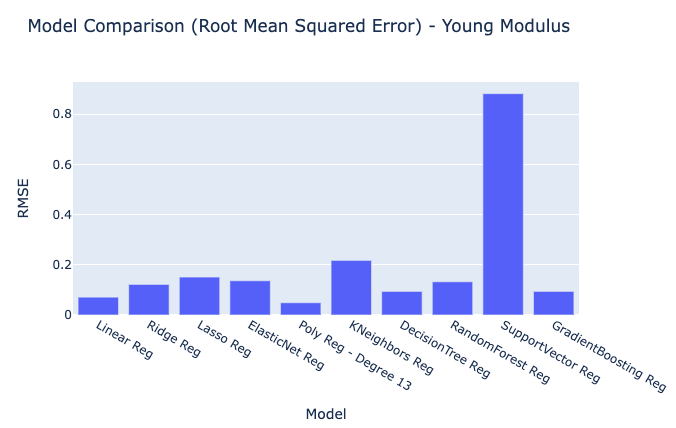 Model Comparison (Root Mean Squared Error) - Young Modulus
RMSE
0.8
0.6
0.4
0.2
0
Linear Reg
Ridge Reg
Lasso Reg
ElasticNet Reg
Poly Reg - Degree 13
KNeighbors Reg
DecisionTree Reg
RandomForest Reg
SupportVector Reg
GradientBoosting Reg
Model